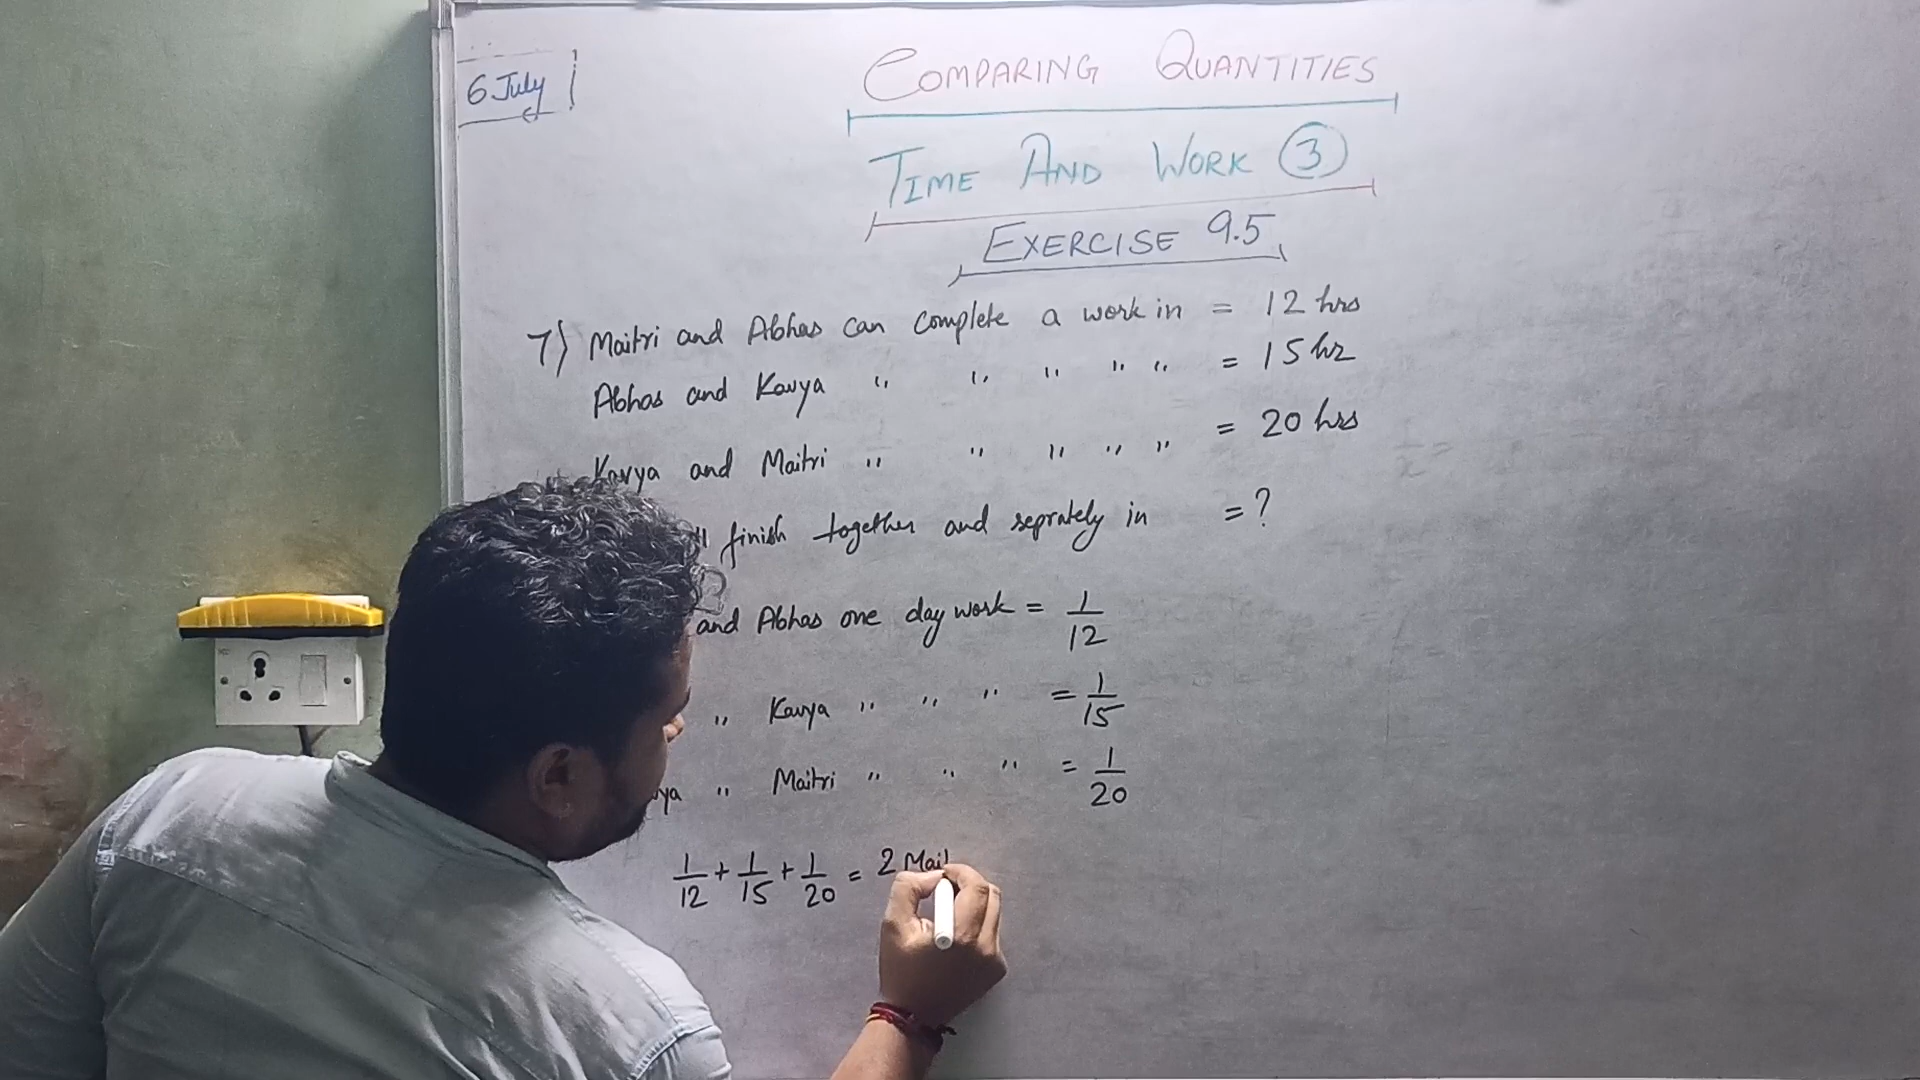 6 July
COMPARING QUANTITIES
TIME AND WORK 3
EXERCISE 9.5
7) Maitri and Abhas can complete a work in = 12 hrs
Abhas and Kavya " " " " " = 15 hr
Kavya and Maitri " " " " " = 20 hrs
finish together and seprately in = ?
and Abhas one day work = 1/12
" Kavya " " " = 1/15
ya " Maitri " " " = 1/20
1/12 + 1/15 + 1/20 = 2 Mait